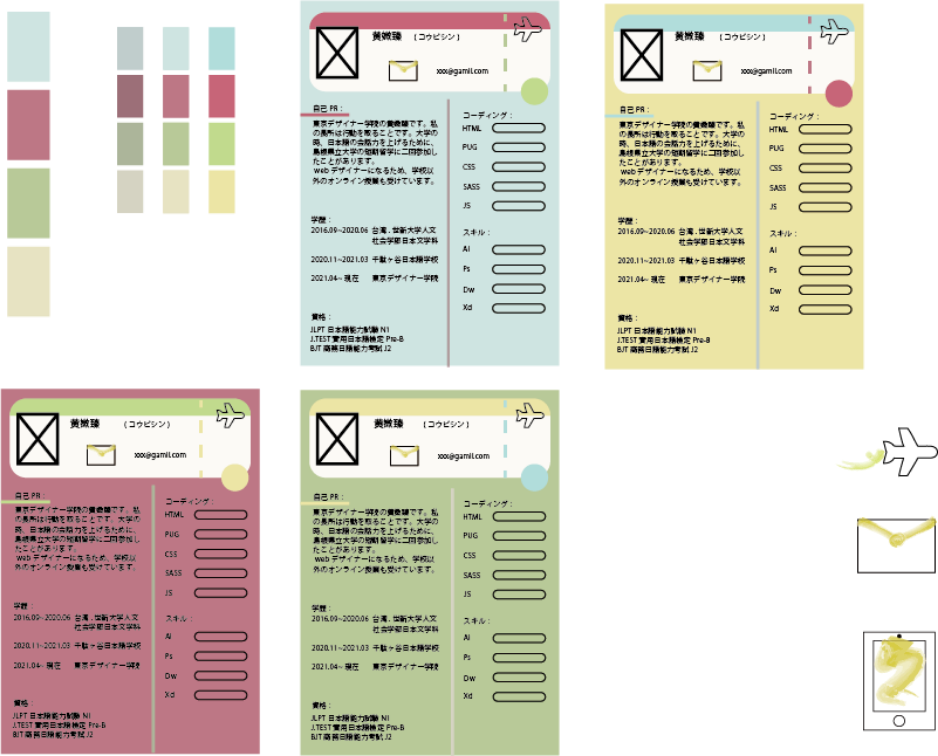 黄媺臻 （コウビシン）
xxx@gamil.com
自己 PR：
東京デザイナー学院の黄媺臻です。私
の長所は行動を取ることです。大学の
時、日本語の会話力を上げるために、
島根県立大学の短期留学に二回参加し
たことがあります。
web デザイナーになるため、学校以
外のオンライン授業も受けています。
学歴：
2016.09~2020.06 台湾 . 世新大学人文
社会学部日本文学科
2020.11~2021.03 千駄ヶ谷日本語学校
2021.04~ 現在 東京デザイナー学院
資格：
JLPT 日本語能力試験 N1
J.TEST 實用日本語検定 Pre-B
BJT 商務日語能力考試 J2
コーディング：
HTML
PUG
CSS
SASS
JS
スキル：
AI
Ps
Dw
Xd
黄媺臻 （コウビシン）
xxx@gamil.com
自己 PR：
東京デザイナー学院の黄媺臻です。私
の長所は行動を取ることです。大学の
時、日本語の会話力を上げるために、
島根県立大学の短期留学に二回参加し
たことがあります。
web デザイナーになるため、学校以
外のオンライン授業も受けています。
学歴：
2016.09~2020.06 台湾 . 世新大学人文
社会学部日本文学科
2020.11~2021.03 千駄ヶ谷日本語学校
2021.04~ 現在 東京デザイナー学院
資格：
JLPT 日本語能力試験 N1
J.TEST 實用日本語検定 Pre-B
BJT 商務日語能力考試 J2
コーディング：
HTML
PUG
CSS
SASS
JS
スキル：
AI
Ps
Dw
Xd
黄媺臻 （コウビシン）
xxx@gamil.com
自己 PR：
東京デザイナー学院の黄媺臻です。私
の長所は行動を取ることです。大学の
時、日本語の会話力を上げるために、
島根県立大学の短期留学に二回参加し
たことがあります。
web デザイナーになるため、学校以
外のオンライン授業も受けています。
学歴：
2016.09~2020.06 台湾 . 世新大学人文
社会学部日本文学科
2020.11~2021.03 千駄ヶ谷日本語学校
2021.04~ 現在 東京デザイナー学院
資格：
JLPT 日本語能力試験 N1
J.TEST 實用日本語検定 Pre-B
BJT 商務日語能力考試 J2
コーディング：
HTML
PUG
CSS
SASS
JS
スキル：
AI
Ps
Dw
Xd
黄媺臻 （コウビシン）
xxx@gamil.com
自己 PR：
東京デザイナー学院の黄媺臻です。私
の長所は行動を取ることです。大学の
時、日本語の会話力を上げるために、
島根県立大学の短期留学に二回参加し
たことがあります。
web デザイナーになるため、学校以
外のオンライン授業も受けています。
学歴：
2016.09~2020.06 台湾 . 世新大学人文
社会学部日本文学科
2020.11~2021.03 千駄ヶ谷日本語学校
2021.04~ 現在 東京デザイナー学院
資格：
JLPT 日本語能力試験 N1
J.TEST 實用日本語検定 Pre-B
BJT 商務日語能力考試 J2
コーディング：
HTML
PUG
CSS
SASS
JS
スキル：
AI
Ps
Dw
Xd